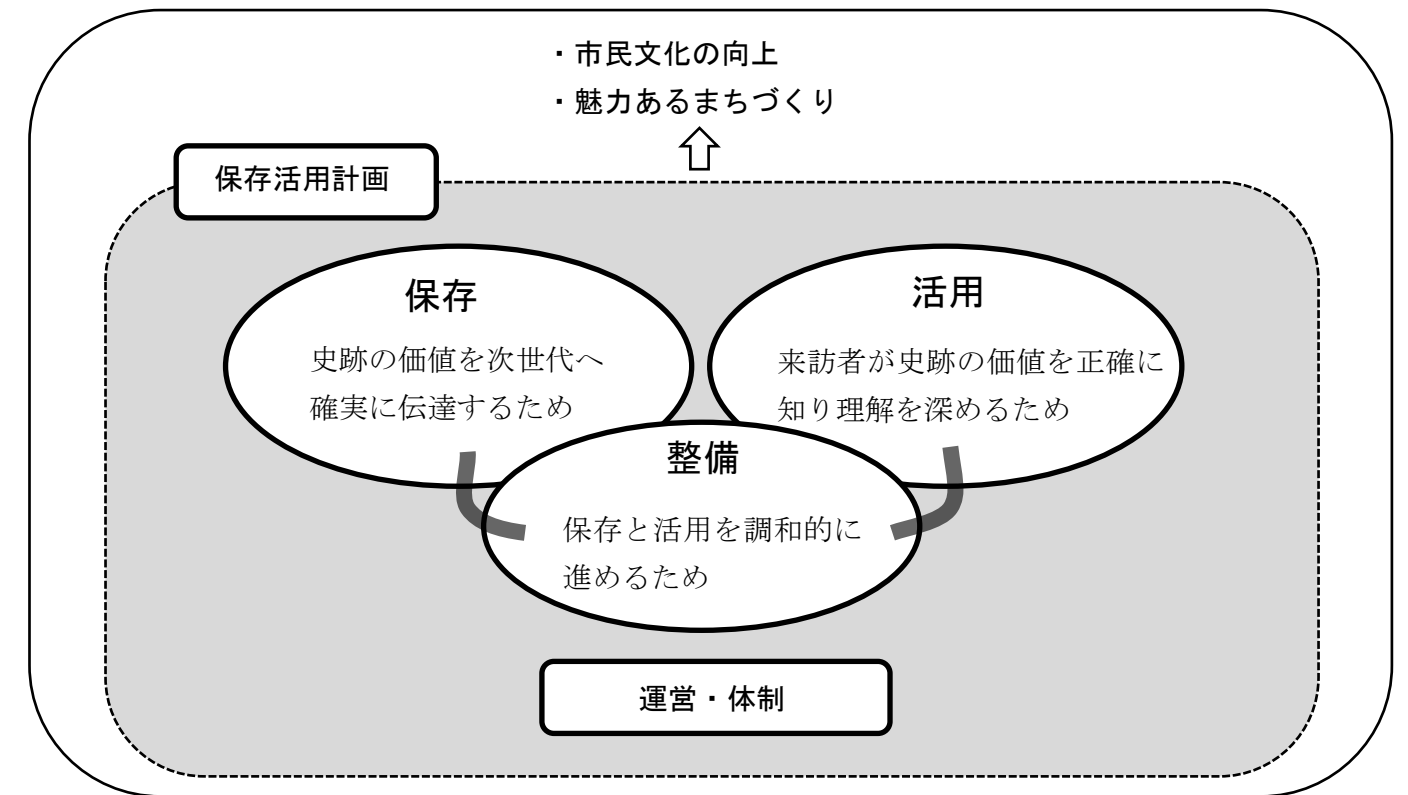 ・市民文化の向上
・魅力あるまちづくり
保存活用計画
保存
史跡の価値を次世代へ
確実に伝達するため
活用
来訪者が史跡の価値を正確に
知り理解を深めるため
整備
保存と活用を調和的に
進めるため
運営・体制